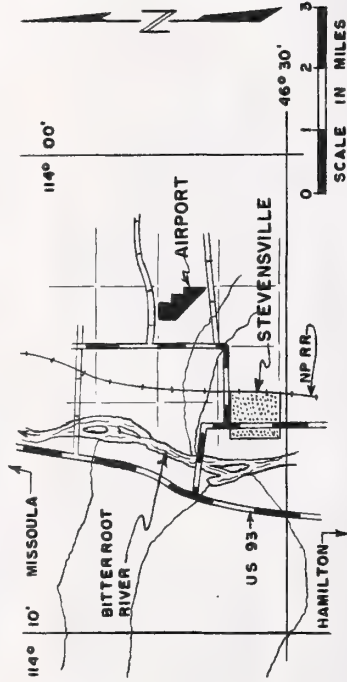 MISSOULA
114° 10'
114° 00'
N
BITTERROOT
RIVER
AIRPORT
US 93
STEVENSVILLE
NP RR
46° 30'
HAMILTON
0 1 2 3
SCALE IN MILES